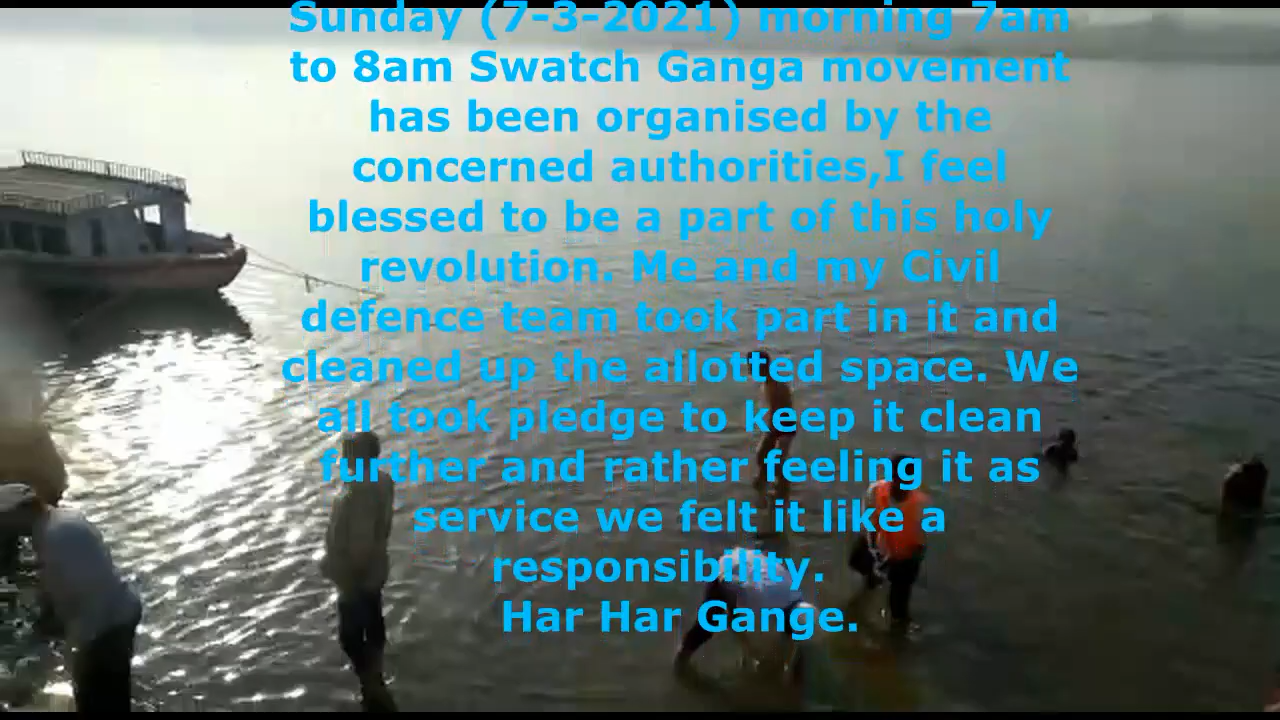 Sunday (7-3-2021) morning 7am
to 8am Swatch Ganga movement
has been organised by the
concerned authorities,I feel
blessed to be a part of this holy
revolution. Me and my Civil
defence team took part in it and
cleaned up the allotted space. We
all took pledge to keep it clean
further and rather feeling it as
service we felt it like a
responsibility.
Har Har Gange.